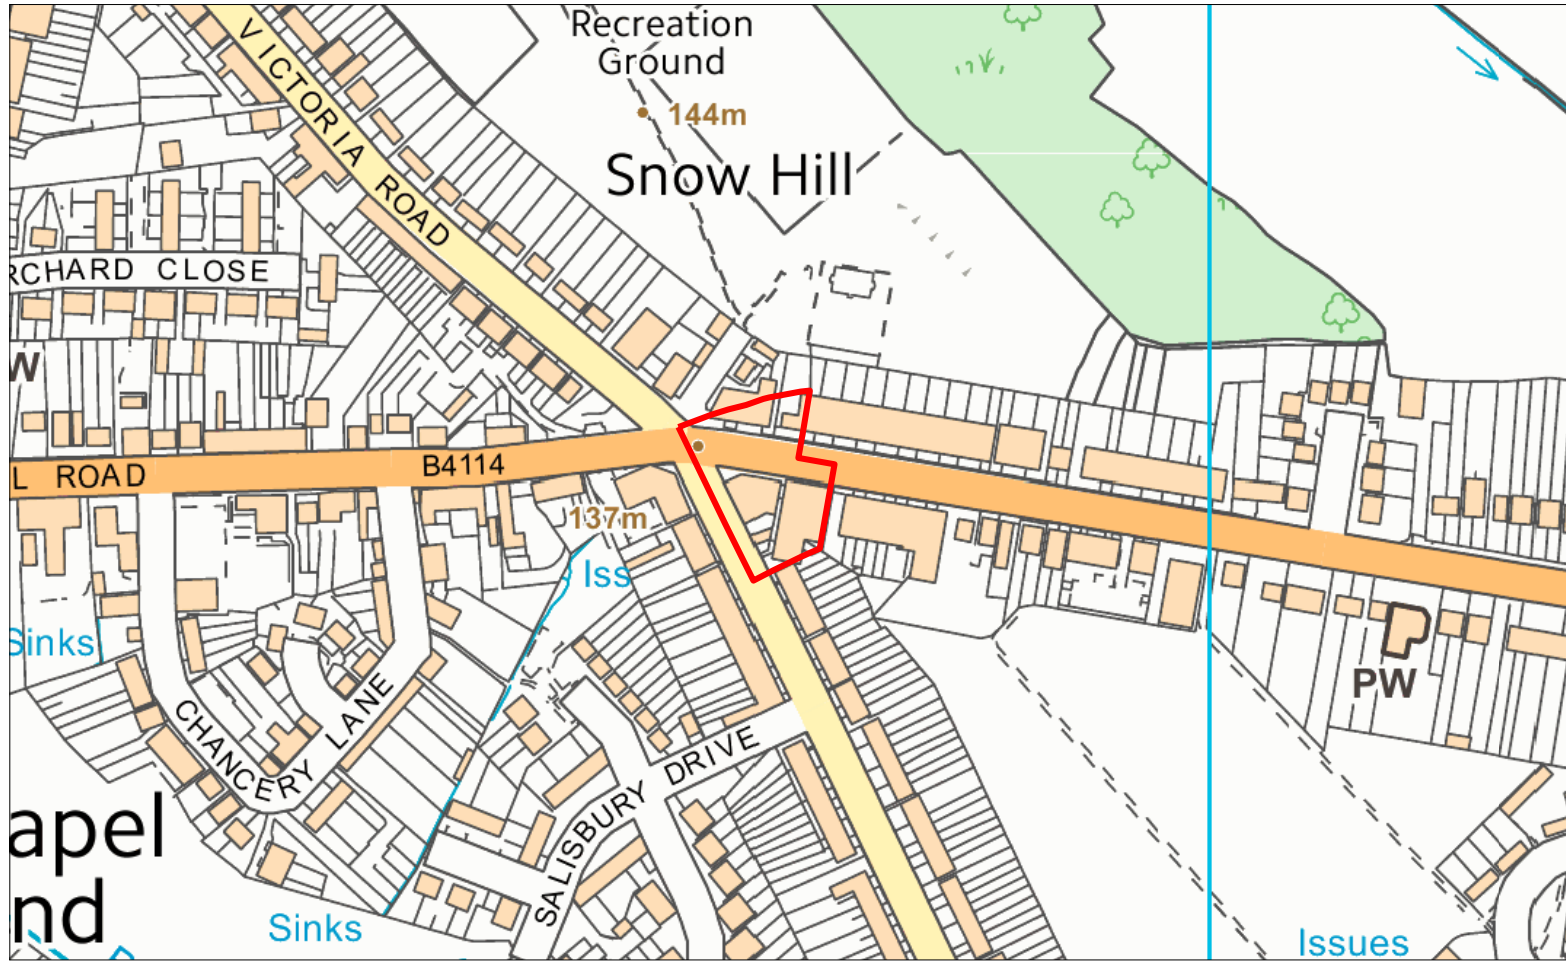 VICTORIA ROAD
Recreation
Ground
144m
Snow Hill
RCHARD CLOSE
W
L ROAD
B4114
137m
Iss
Sinks
PW
CHANCERY LANE
SALISBURY DRIVE
apel
nd
Sinks
Issues